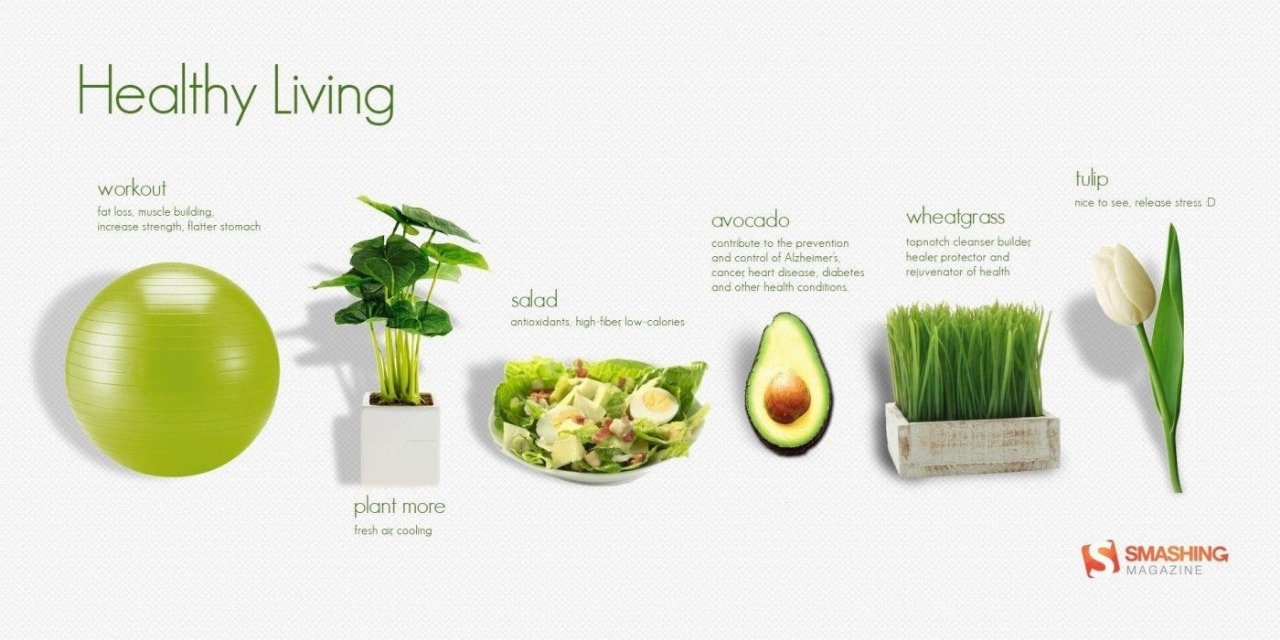 Healthy Living
workout
fat loss, muscle building,
increase strength, flatter stomach
plant more
fresh air, cooling
salad
antioxidants, high-fiber, low-calories
avocado
contribute to the prevention
and control of Alzheimer's,
cancer, heart disease, diabetes
and other health conditions.
wheatgrass
topnotch cleanser builder,
healer, protector and
rejuvenator of health
tulip
nice to see, release stress :D
SMASHING
MAGAZINE